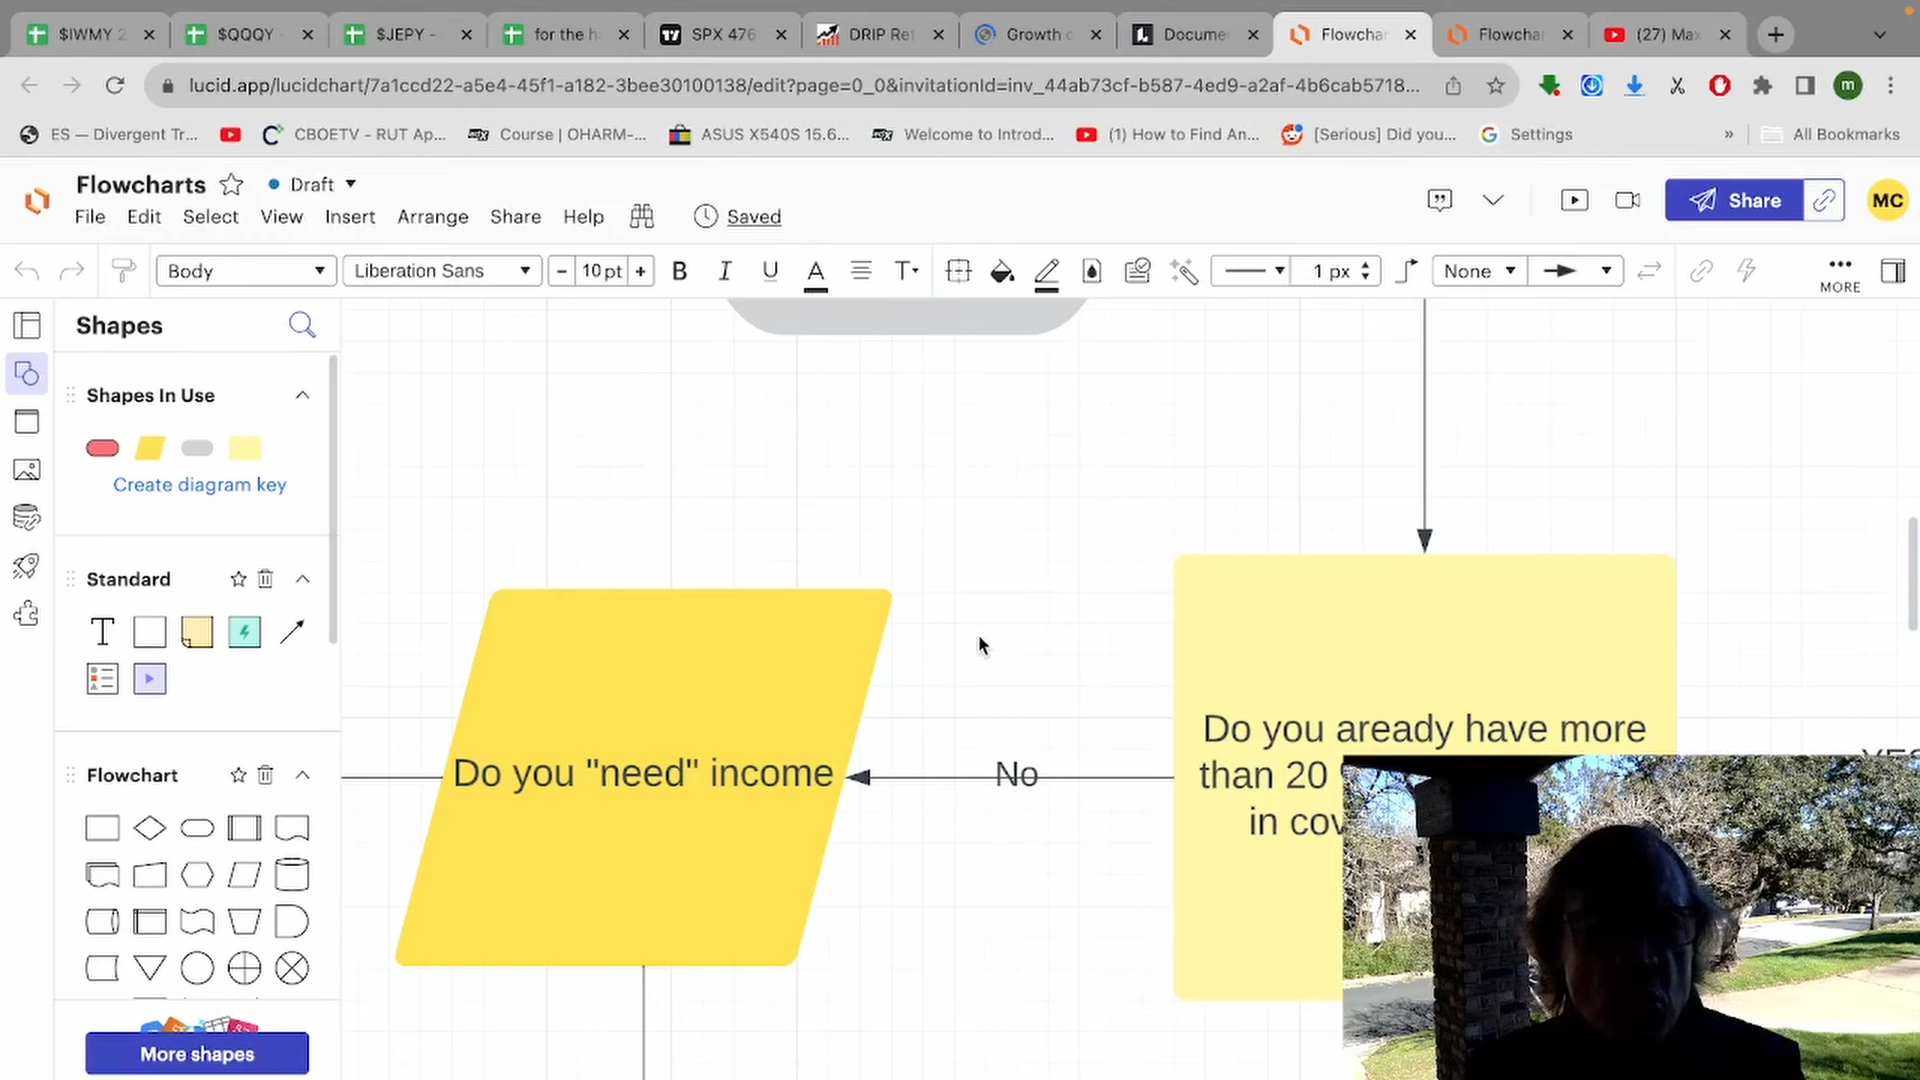 $IWMY 2
$QQQY -
$JEPY -
for the h
SPX 476
DRIP Ret
Growth
Docume
Flowcha
Flowcha
(27) Max
lucid.app/lucidchart/7a1ccd22-a5e4-45f1-a182-3bee30100138/edit?page=0_0&invitationId=inv_44ab73cf-b587-4ed9-a2af-4b6cab5718...
m
ES — Divergent Tr...
CBOETV - RUT Ap...
Course | OHARM-...
ASUS X540S 15.6...
Welcome to Introd...
(1) How to Find An...
[Serious] Did you...
Settings
»
All Bookmarks
Flowcharts
Draft
File
Edit
Select
View
Insert
Arrange
Share
Help
Saved
Share
MC
Body
Liberation Sans
- 10 pt +
B
I
U
A
T
1 px
None
MORE
Shapes
Shapes In Use
Create diagram key
Standard
T
Flowchart
More shapes
Do you "need" income
No
Do you aready have more
than 20
in cov
YES